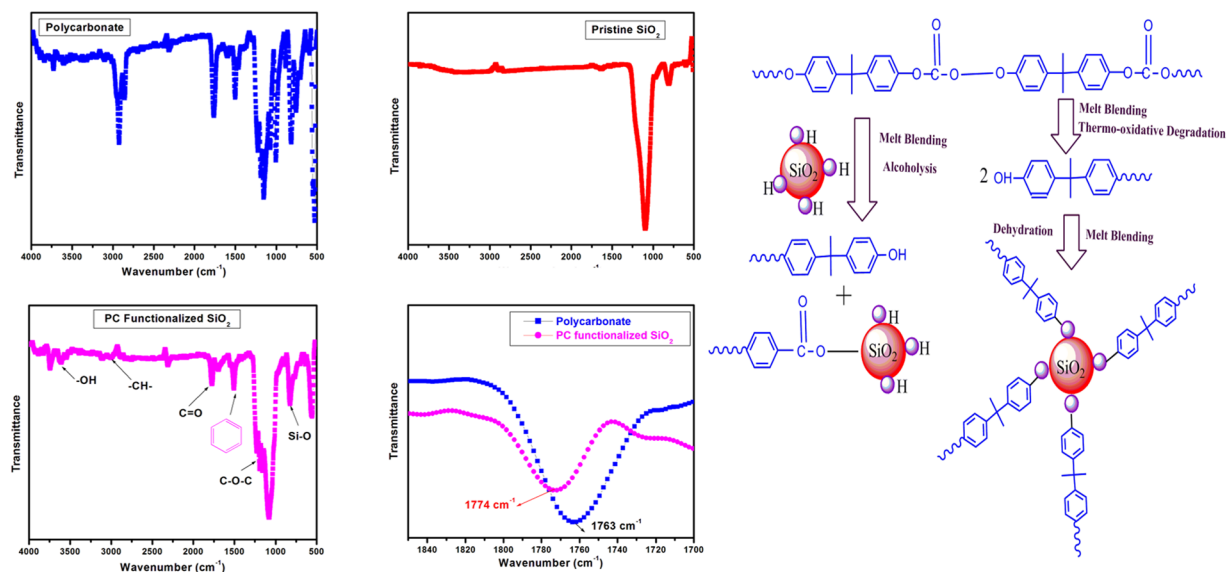 Polycarbonate
Transmittance
4000 3500 3000 2500 2000 1500 1000 500
Wavenumber (cm⁻¹)
Pristine SiO₂
Transmittance
4000 3500 3000 2500 2000 1500 1000 500
Wavenumber (cm⁻¹)
PC Functionalized SiO₂
-OH
-CH-
C=O
C-O-C
Si-O
Transmittance
4000 3500 3000 2500 2000 1500 1000 500
Wavenumber (cm⁻¹)
Polycarbonate
PC functionalized SiO₂
1774 cm⁻¹
1763 cm⁻¹
Transmittance
1840 1820 1800 1780 1760 1740 1720 1700
Wavenumber (cm⁻¹)
O O
O O C O O O C O
Melt Blending
Alcoholysis
H
H
SiO₂
H
H
OH
+
O
C O
H
SiO₂
H
H
Melt Blending
Thermo-oxidative Degradation
2 OH
Dehydration
Melt Blending
SiO₂